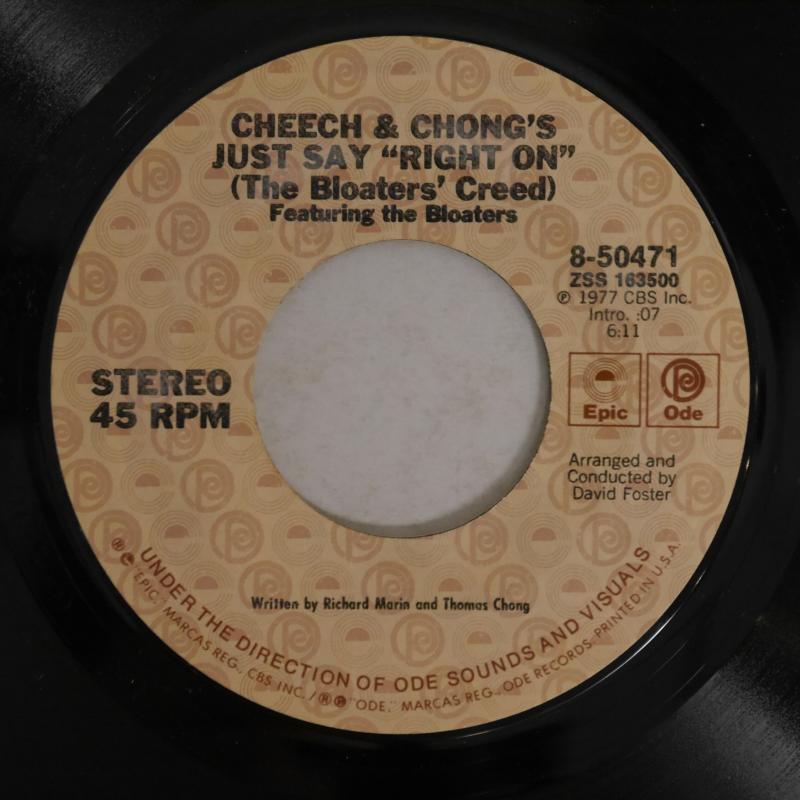 CHEECH & CHONG'S
JUST SAY "RIGHT ON"
(The Bloaters' Creed)
Featuring the Bloaters
8-50471
ZSS 163500
℗ 1977 CBS Inc.
Intro. :07
6:11
STEREO
45 RPM
Epic
Ode
Arranged and
Conducted by
David Foster
Written by Richard Marin and Thomas Chong
UNDER THE DIRECTION OF ODE SOUNDS AND VISUALS
® "EPIC," MARCAS REG., CBS INC./® "ODE," MARCAS REG., ODE RECORDS-PRINTED IN U.S.A.